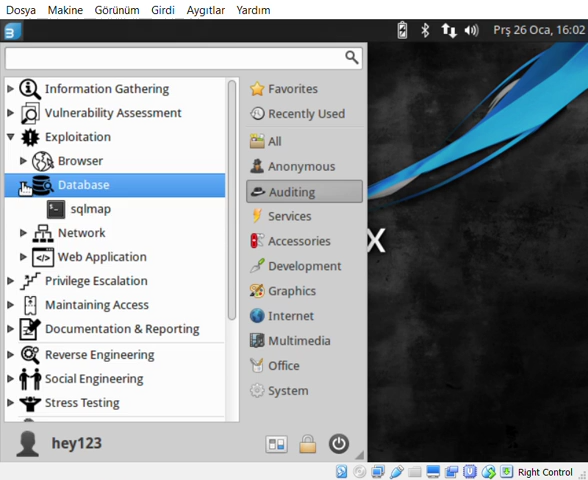 Dosya Makine Görünüm Girdi Aygıtlar Yardım
Prş 26 Oca, 16:02
Information Gathering
Vulnerability Assessment
Exploitation
Browser
Database
sqlmap
Network
Web Application
Privilege Escalation
Maintaining Access
Documentation & Reporting
Reverse Engineering
Social Engineering
Stress Testing
Favorites
Recently Used
All
Anonymous
Auditing
Services
Accessories
Development
Graphics
Internet
Multimedia
Office
System
X
hey123
Right Control